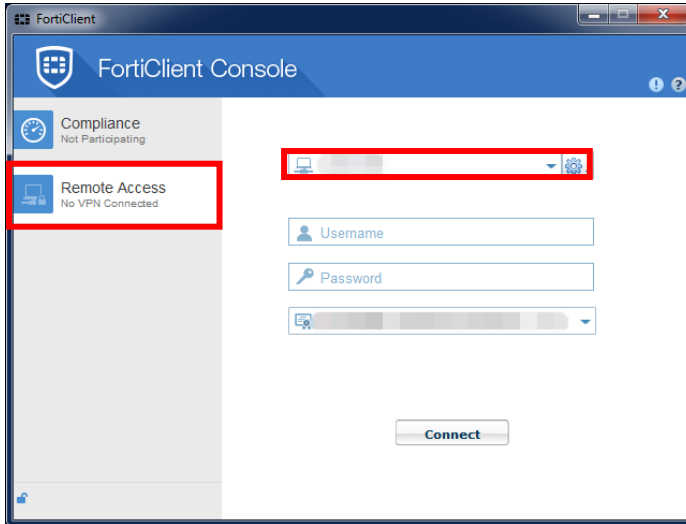 FortiClient
FortiClient Console
Compliance
Not Participating
Remote Access
No VPN Connected
Username
Password
Connect